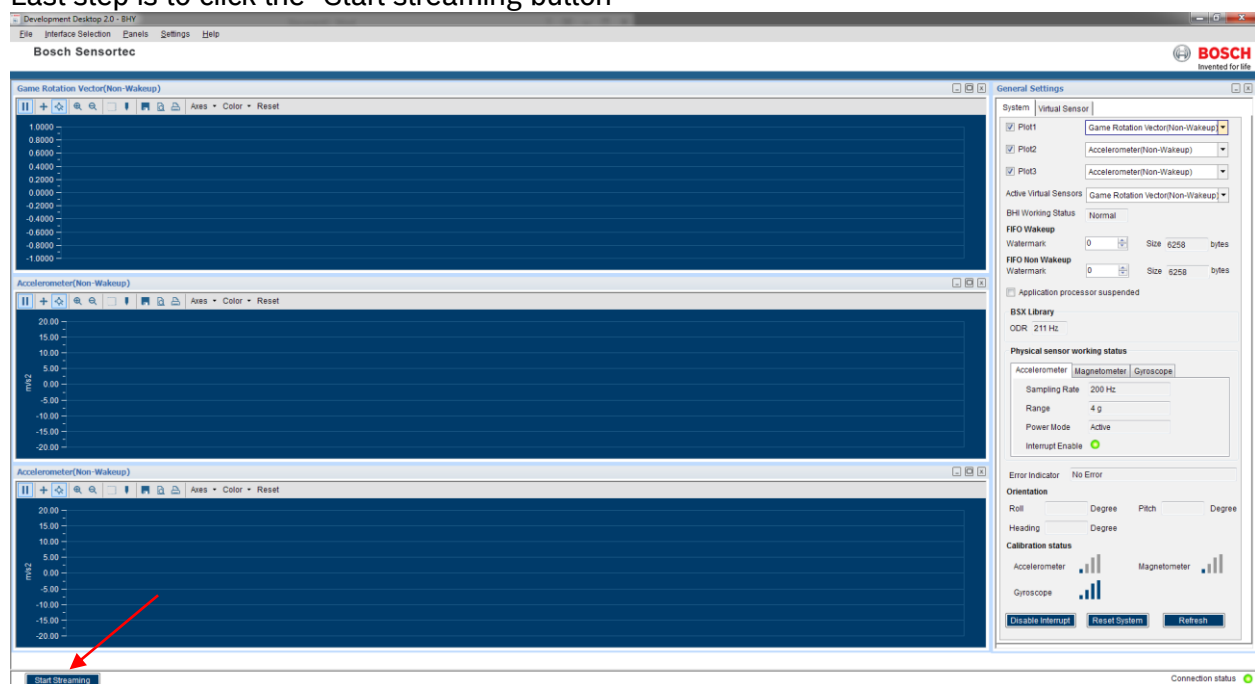 Last step is to click the "Start streaming button"
Development Desktop 2.0 - BHY
File Interface Selection Panels Settings Help
Bosch Sensortec
BOSCH
Invented for life
Game Rotation Vector(Non-Wakeup)
Axes Color Reset
1.0000
0.8000
0.6000
0.4000
0.2000
0.0000
-0.2000
-0.4000
-0.6000
-0.8000
-1.0000
Accelerometer(Non-Wakeup)
Axes Color Reset
20.00
15.00
10.00
5.00
0.00
-5.00
-10.00
-15.00
-20.00
m/s2
Accelerometer(Non-Wakeup)
Axes Color Reset
20.00
15.00
10.00
5.00
0.00
-5.00
-10.00
-15.00
-20.00
m/s2
General Settings
System Virtual Sensor
Plot1 Game Rotation Vector(Non-Wakeup)
Plot2 Accelerometer(Non-Wakeup)
Plot3 Accelerometer(Non-Wakeup)
Active Virtual Sensors Game Rotation Vector(Non-Wakeup)
BHI Working Status Normal
FIFO Wakeup
Watermark 0 Size 6258 bytes
FIFO Non Wakeup
Watermark 0 Size 6258 bytes
Application processor suspended
BSX Library
ODR 211 Hz
Physical sensor working status
Accelerometer Magnetometer Gyroscope
Sampling Rate 200 Hz
Range 4 g
Power Mode Active
Interrupt Enable
Error Indicator No Error
Orientation
Roll Degree Pitch Degree
Heading Degree
Calibration status
Accelerometer Magnetometer
Gyroscope
Disable Interrupt Reset System Refresh
Start Streaming
Connection status